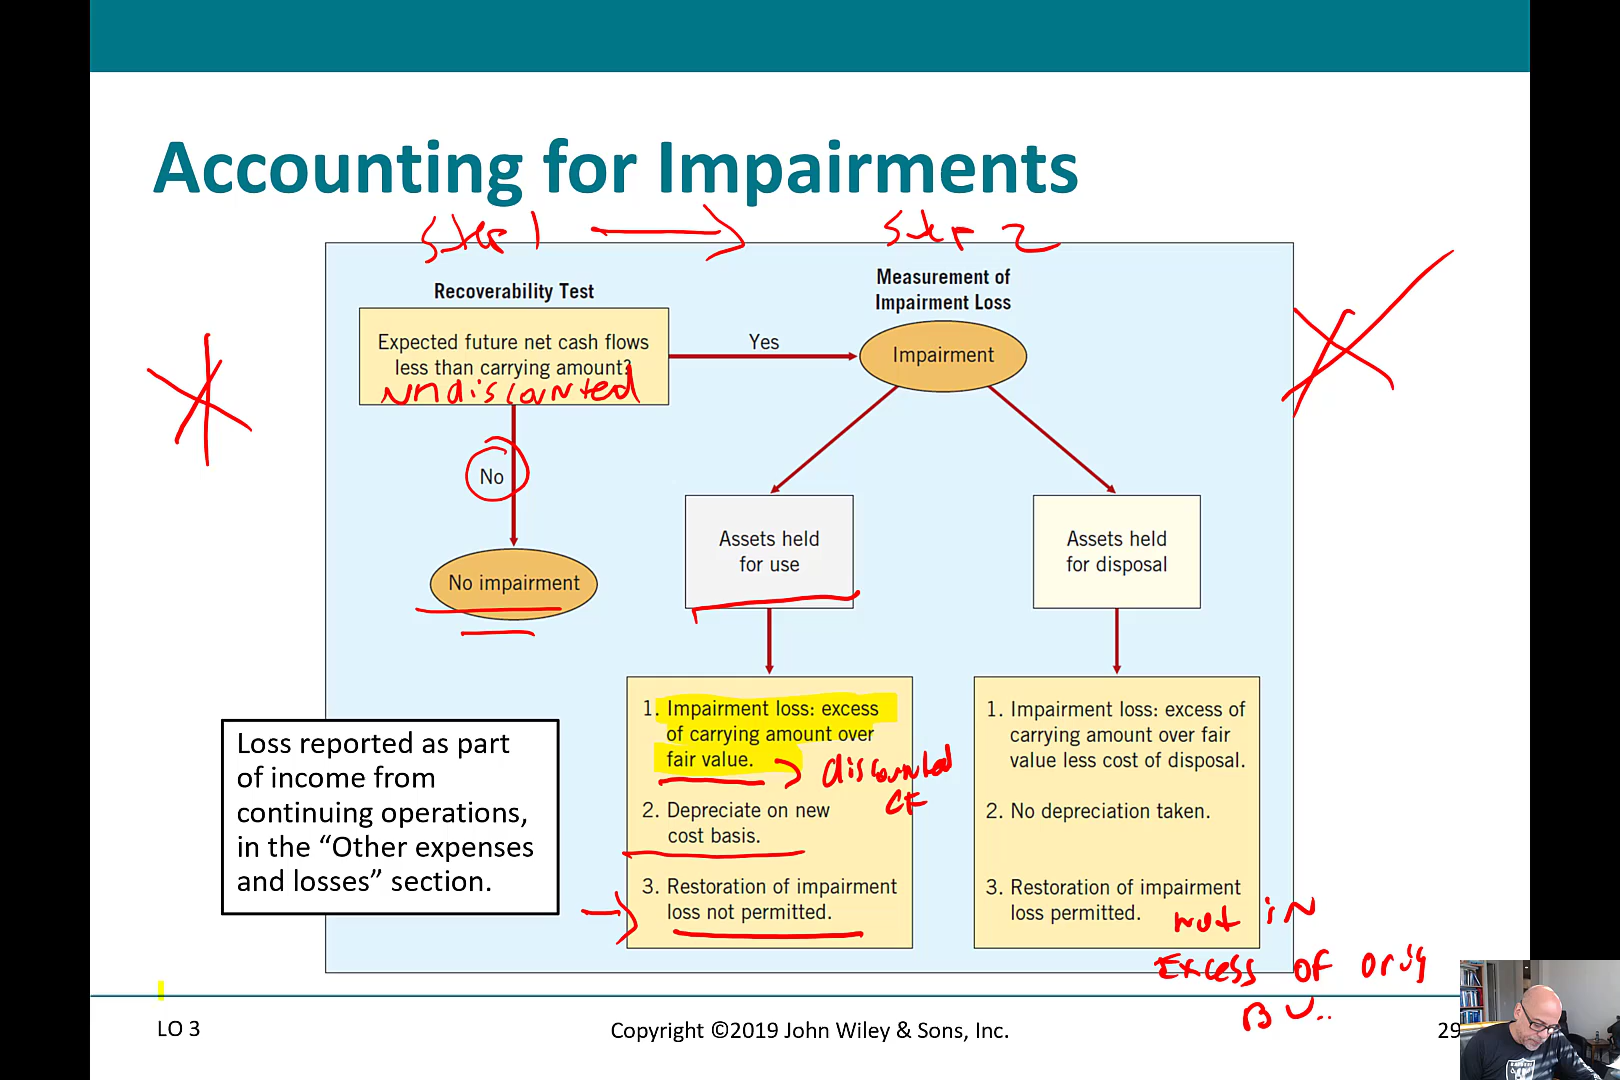 Accounting for Impairments
Step 1
Step 2
Recoverability Test
Measurement of
Impairment Loss
Expected future net cash flows
less than carrying amount?
undiscounted
Yes
Impairment
No
No impairment
Assets held
for use
Assets held
for disposal
1. Impairment loss: excess
of carrying amount over
fair value.
discounted
CF
2. Depreciate on new
cost basis.
3. Restoration of impairment
loss not permitted.
1. Impairment loss: excess of
carrying amount over fair
value less cost of disposal.
2. No depreciation taken.
3. Restoration of impairment
loss permitted.
not in
Excess of orig
BV..
Loss reported as part
of income from
continuing operations,
in the “Other expenses
and losses” section.
LO 3
Copyright ©2019 John Wiley & Sons, Inc.
29
RAIDERS